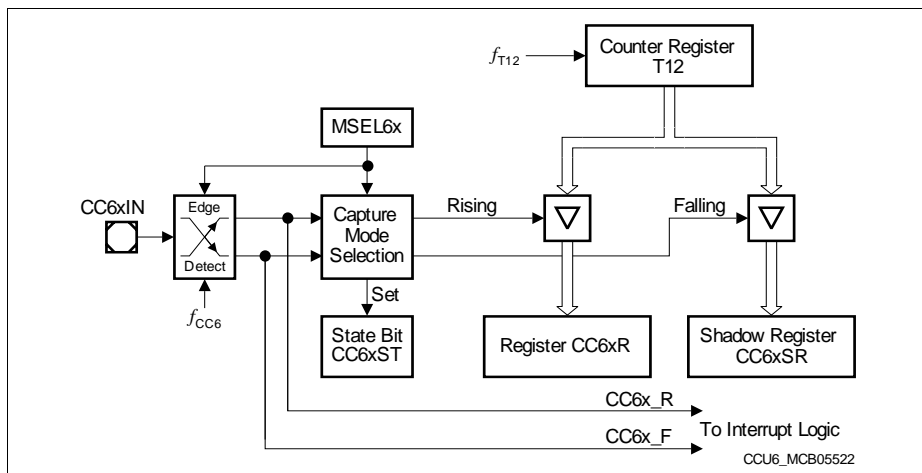 Counter Register
T12
fT12
MSEL6x
CC6xIN
Edge
Detect
Capture
Mode
Selection
Rising
Falling
fCC6
Set
State Bit
CC6xST
Register CC6xR
Shadow Register
CC6xSR
CC6x_R
CC6x_F
To Interrupt Logic
CCU6_MCB05522